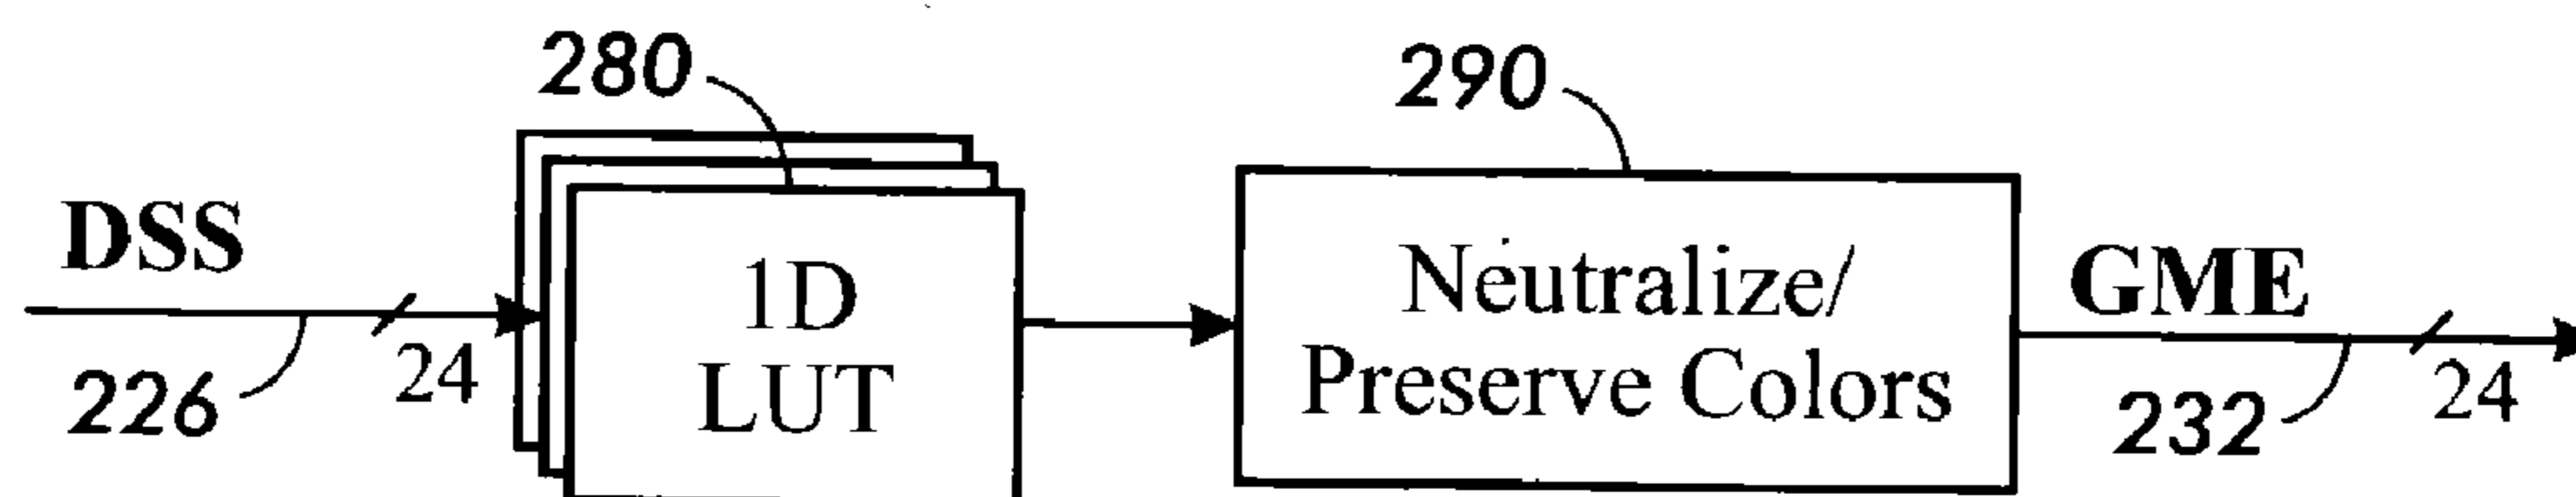 280
290
DSS
24
226
1D
LUT
Neutralize/
Preserve Colors
GME
24
232